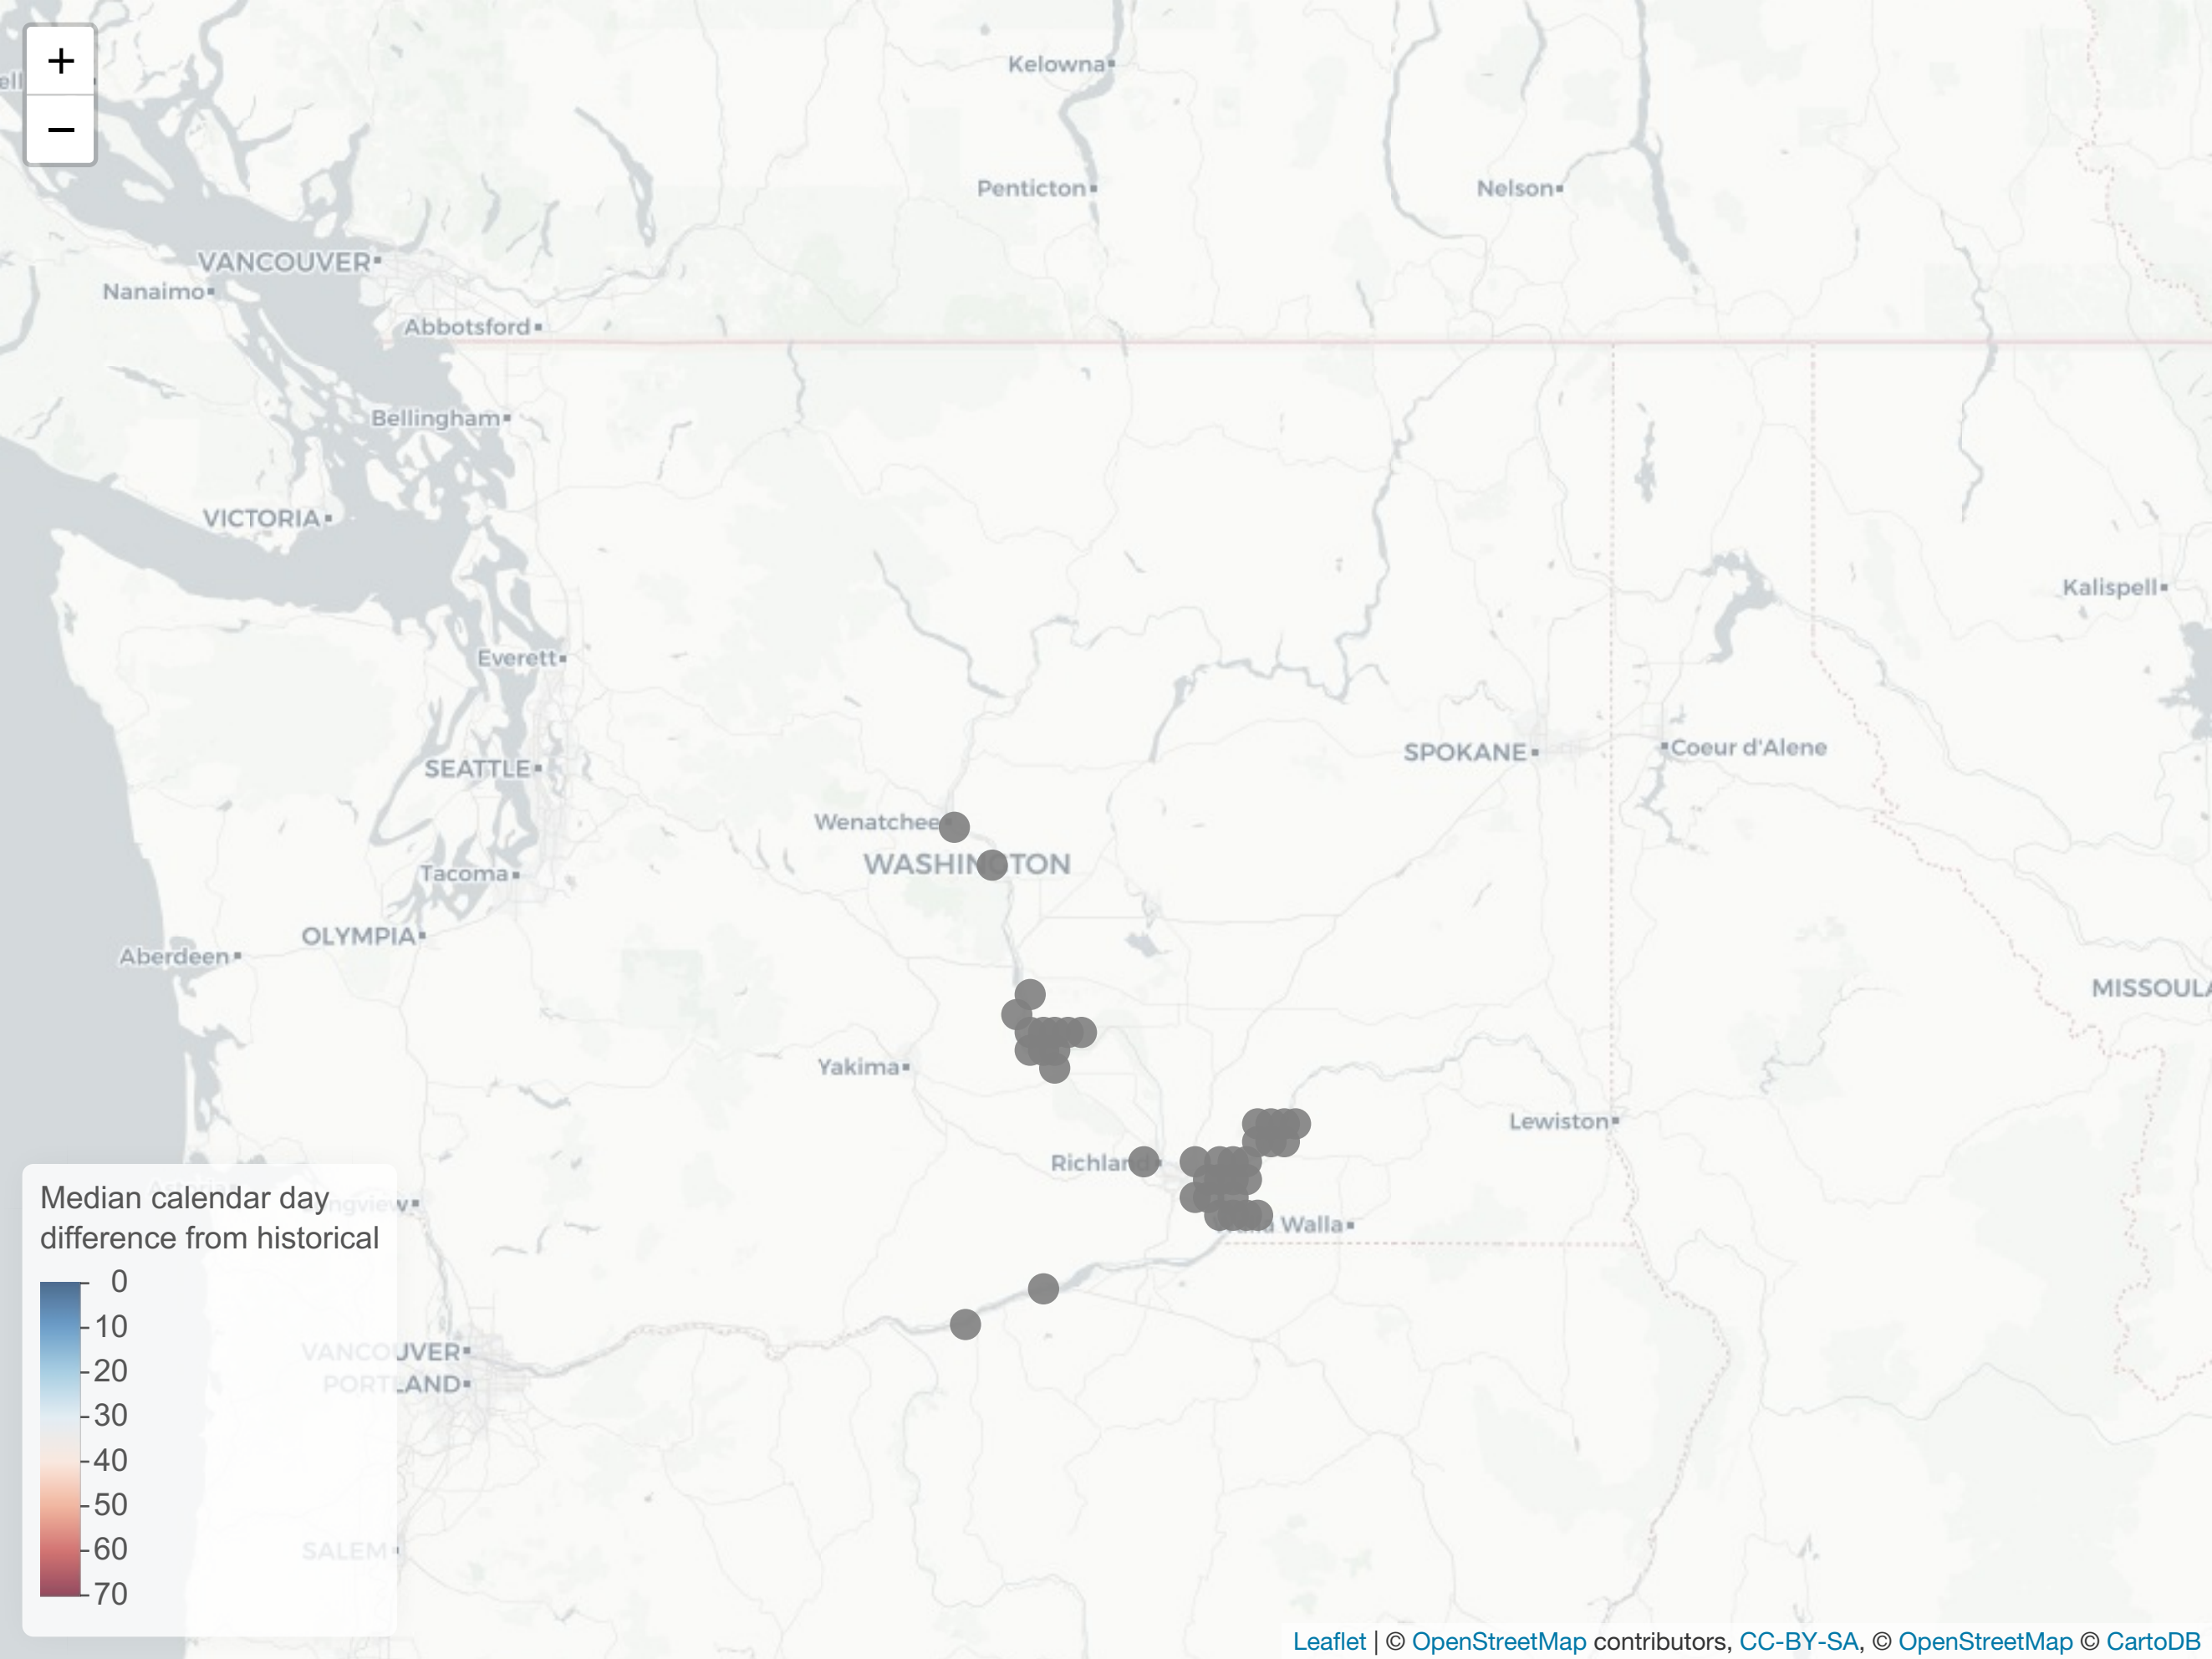 +
−
Kelowna
Penticton
Nelson
VANCOUVER
Nanaimo
Abbotsford
Bellingham
VICTORIA
Kalispell
Everett
SPOKANE
Coeur d'Alene
SEATTLE
Wenatchee
WASHINGTON
Tacoma
OLYMPIA
Aberdeen
MISSOULA
Yakima
Lewiston
Richland
Walla
Median calendar day
difference from historical
0
10
20
30
40
50
60
70
VANCOUVER
PORTLAND
SALEM
Leaflet | © OpenStreetMap contributors, CC-BY-SA, © OpenStreetMap © CartoDB